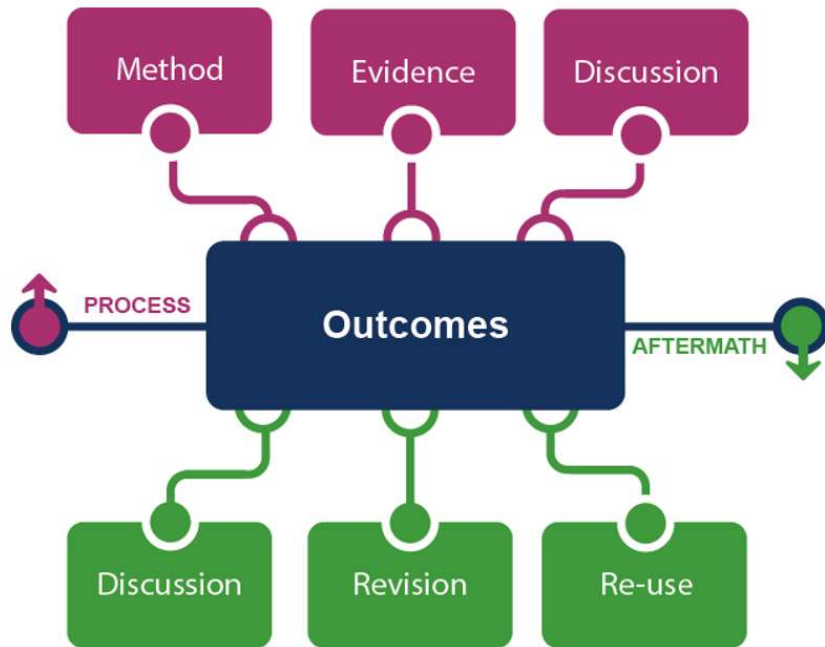 Method
Evidence
Discussion
PROCESS
Outcomes
AFTERMATH
Discussion
Revision
Re-use